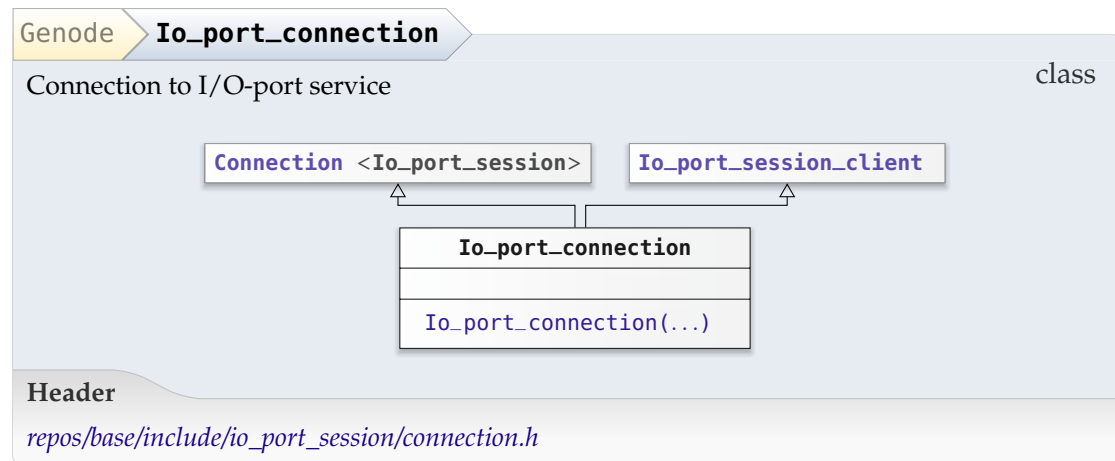 Genode Io_port_connection
Connection to I/O-port service
class
Connection <Io_port_session>
Io_port_session_client
Io_port_connection
Io_port_connection(...)
Header
repos/base/include/io_port_session/connection.h